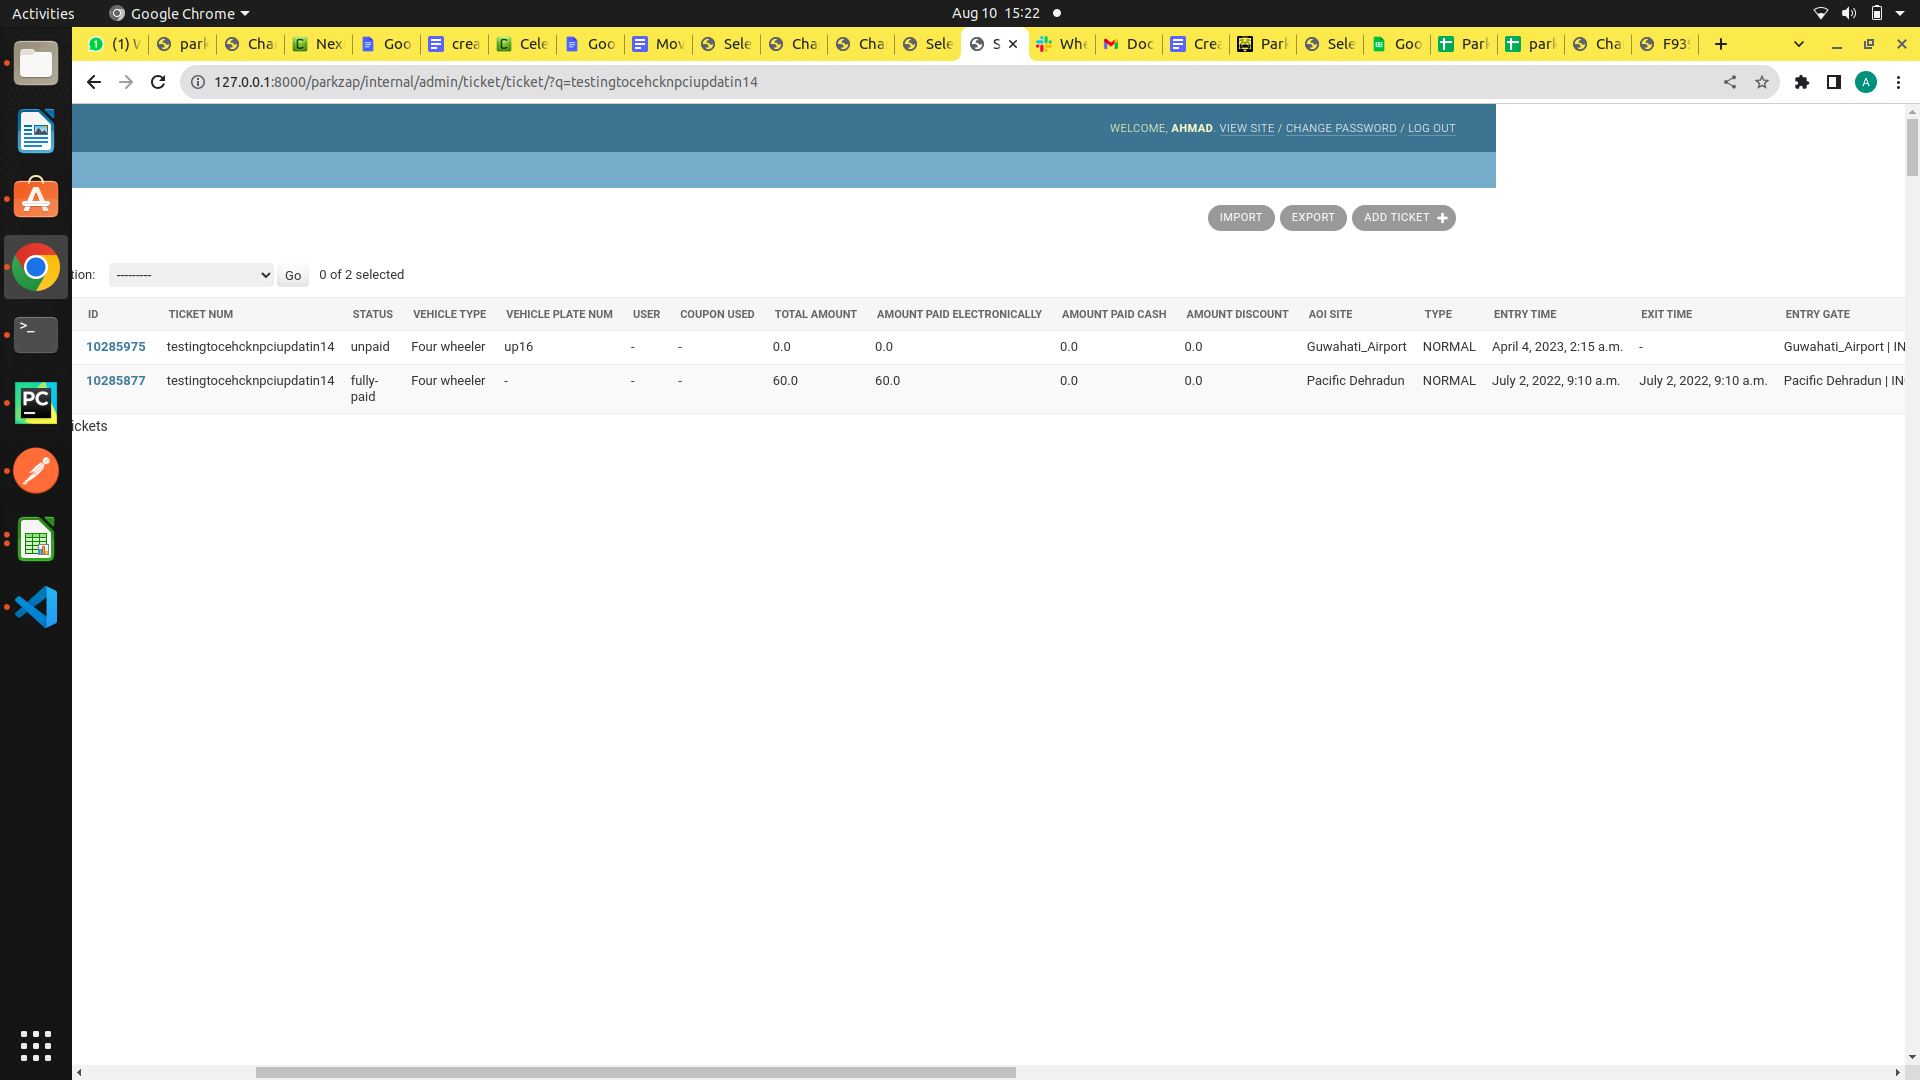 Activities Google Chrome Aug 10 15:22
(1) W park Cha Nex Goo crea Cele Goo Mov Sele Cha Cha Sele S Whe Doc Crea Park Sele Goo Park park Cha F939
127.0.0.1:8000/parkzap/internal/admin/ticket/ticket/?q=testingtocehcknpciupdatin14 A
WELCOME, AHMAD. VIEW SITE / CHANGE PASSWORD / LOG OUT
IMPORT EXPORT ADD TICKET +
tion: --------- Go 0 of 2 selected
ID TICKET NUM STATUS VEHICLE TYPE VEHICLE PLATE NUM USER COUPON USED TOTAL AMOUNT AMOUNT PAID ELECTRONICALLY AMOUNT PAID CASH AMOUNT DISCOUNT AOI SITE TYPE ENTRY TIME EXIT TIME ENTRY GATE
10285975 testingtocehcknpciupdatin14 unpaid Four wheeler up16 - - 0.0 0.0 0.0 0.0 Guwahati_Airport NORMAL April 4, 2023, 2:15 a.m. - Guwahati_Airport | IN
10285877 testingtocehcknpciupdatin14 fully-paid Four wheeler - - - 60.0 60.0 0.0 0.0 Pacific Dehradun NORMAL July 2, 2022, 9:10 a.m. July 2, 2022, 9:10 a.m. Pacific Dehradun | IN
ickets